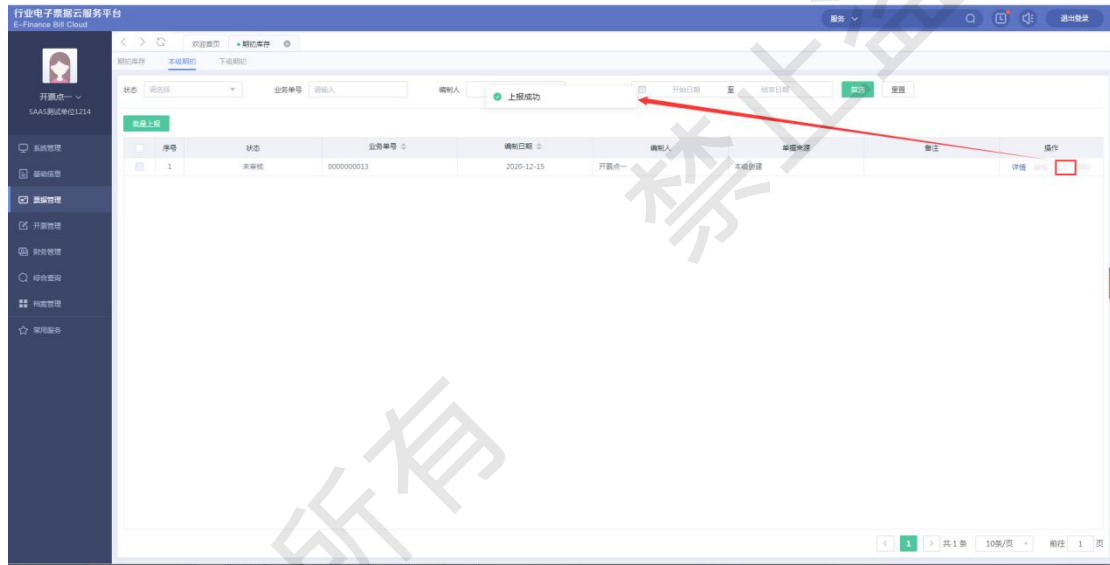 行业电子票据云服务平台
E-Finance Bill Cloud
服务
退出登录
欢迎首页 期初库存
期初库存 本级期初 下级期初
开票点一
SAAS测试单位1214
状态 请选择 业务单号 请输入 编制人 开始日期 至 结束日期 重置
上报成功
批量上报
序号 状态 业务单号 编制日期 编制人 单据来源 备注 操作
1 未审核 0000000013 2020-12-15 开票点一 本级创建 详情
系统管理
基础信息
票据管理
开票管理
财务管理
综合查询
档案管理
常用服务
1 共1条 10条/页 前往 1 页
禁止
所有